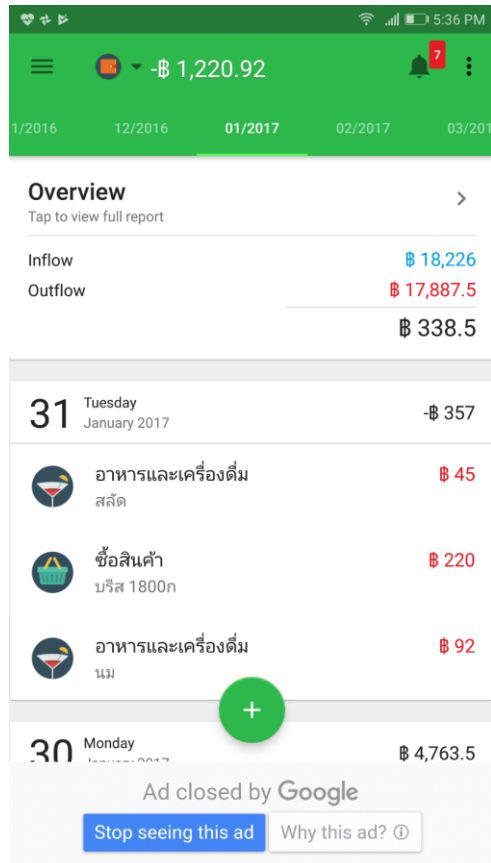 5:36 PM
-฿ 1,220.92
7
1/2016 12/2016 01/2017 02/2017 03/201
Overview
Tap to view full report
Inflow ฿ 18,226
Outflow ฿ 17,887.5
฿ 338.5
31 Tuesday -฿ 357
January 2017
อาหารและเครื่องดื่ม ฿ 45
สลัด
ซื้อสินค้า ฿ 220
บรีส 1800ก
อาหารและเครื่องดื่ม ฿ 92
นม
+
30 Monday ฿ 4,763.5
January 2017
Ad closed by Google
Stop seeing this ad Why this ad?